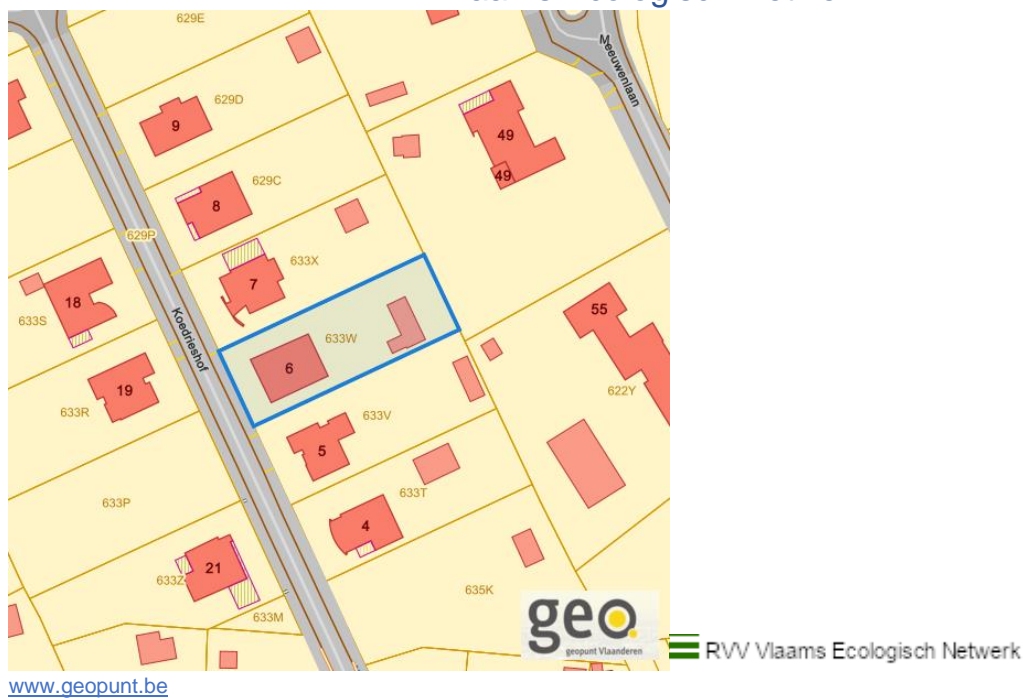 629E
Meeuwenlaan
629D
9
49
49
629C
8
629P
633X
7
18
633S
Koedrieshof
55
633W
6
19
633R
622Y
633V
5
633T
633P
4
21
633Z
635K
633M
geo
geopunt Vlaanderen
RVV Vlaams Ecologisch Netwerk
www.geopunt.be